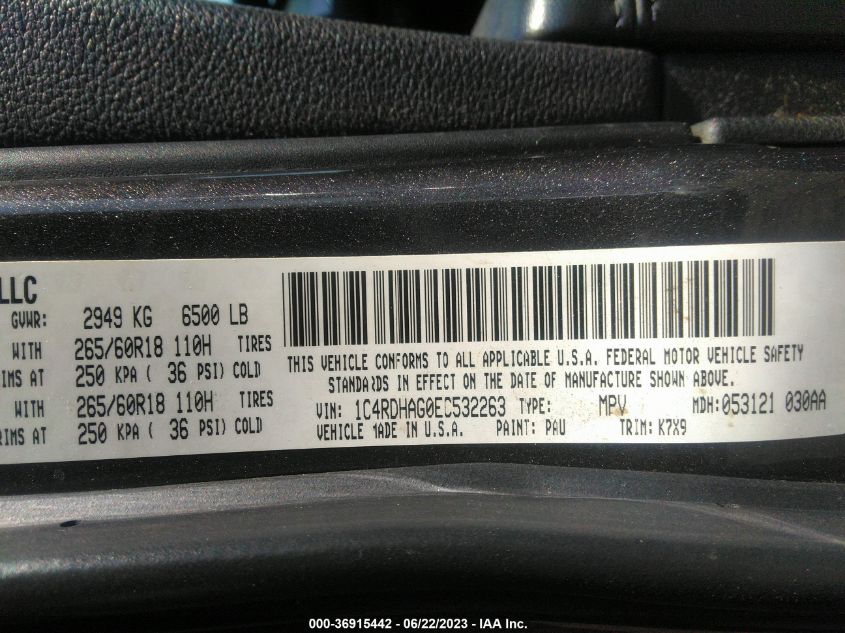 LLC
GVWR: 2949 KG 6500 LB
WITH 265/60R18 110H TIRES
IMS AT 250 KPA ( 36 PSI) COLD
WITH 265/60R18 110H TIRES
RIMS AT 250 KPA ( 36 PSI) COLD
THIS VEHICLE CONFORMS TO ALL APPLICABLE U.S.A. FEDERAL MOTOR VEHICLE SAFETY
STANDARDS IN EFFECT ON THE DATE OF MANUFACTURE SHOWN ABOVE.
VIN: 1C4RDHAG0EC532263 TYPE: MPV MDH: 053121 030AA
VEHICLE MADE IN U.S.A. PAINT: PAU TRIM: K7X9
000-36915442 - 06/22/2023 - IAA Inc.